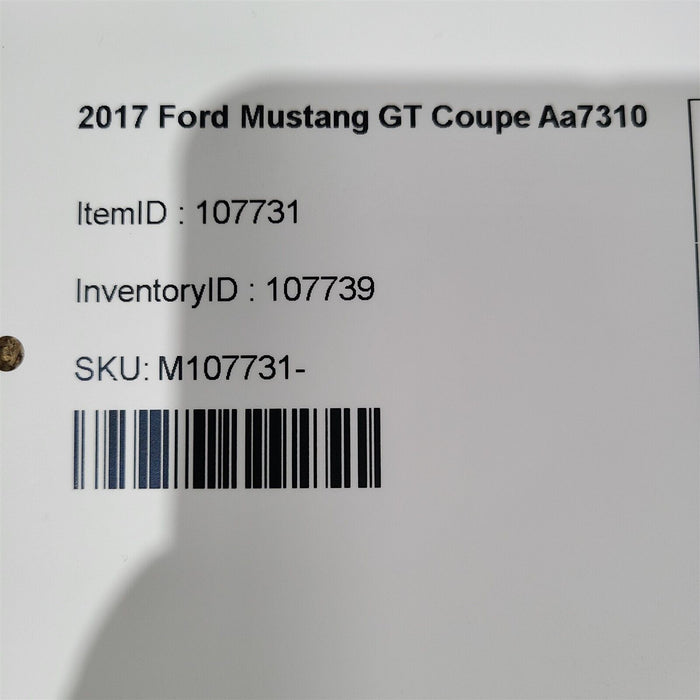 2017 Ford Mustang GT Coupe Aa7310
ItemID : 107731
InventoryID : 107739
SKU: M107731-